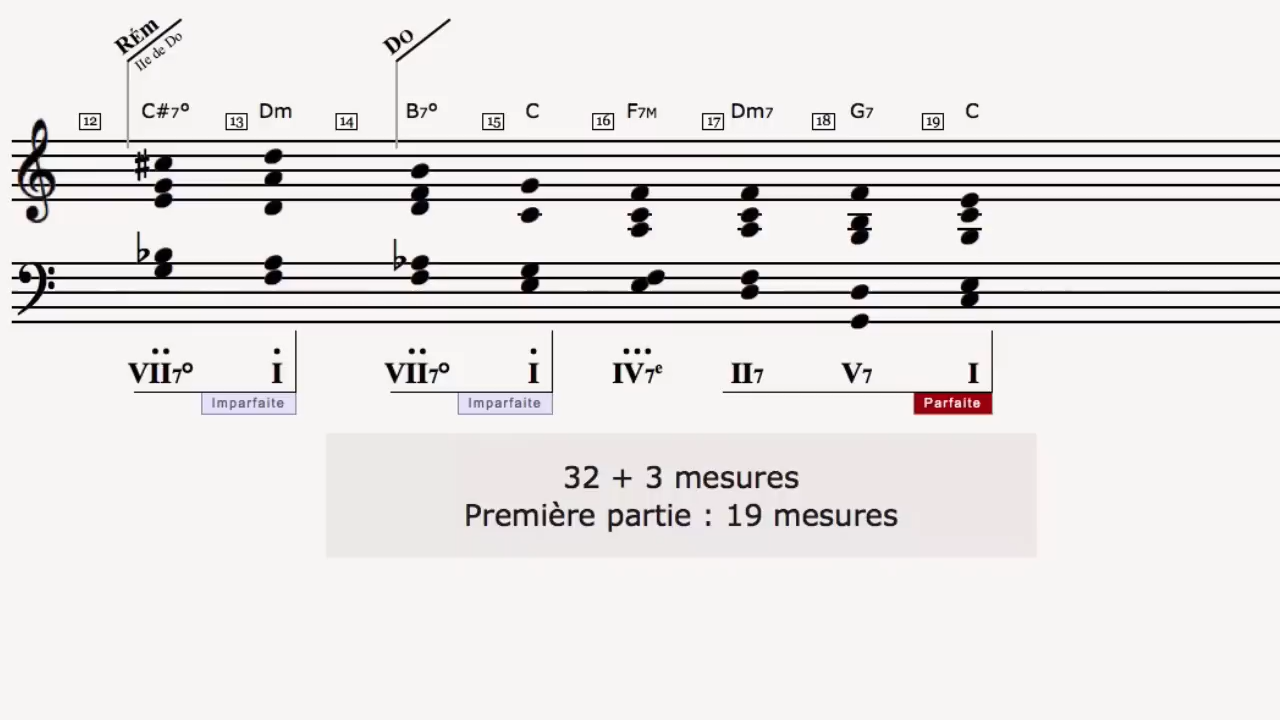 RÉm
IIe de Do
DO
12 C#7° 13 Dm 14 B7° 15 C 16 F7M 17 Dm7 18 G7 19 C
VII7° I VII7° I IV7e II7 V7 I
Imparfaite Imparfaite Parfaite
32 + 3 mesures
Première partie : 19 mesures